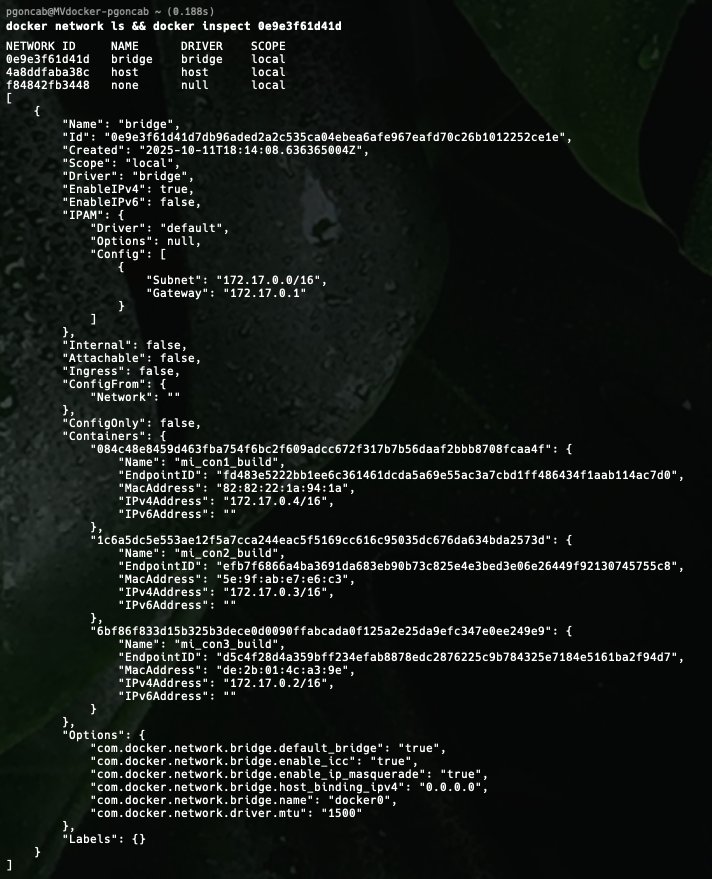 pgoncab@MVdocker-pgoncab ~ (0.188s)
docker network ls && docker inspect 0e9e3f61d41d
NETWORK ID     NAME      DRIVER    SCOPE
0e9e3f61d41d   bridge    bridge    local
4a8ddfaba38c   host      host      local
f84842fb3448   none      null      local
[
    {
        "Name": "bridge",
        "Id": "0e9e3f61d41d7db96aded2a2c535ca04ebea6afe967eafd70c26b1012252ce1e",
        "Created": "2025-10-11T18:14:08.636365004Z",
        "Scope": "local",
        "Driver": "bridge",
        "EnableIPv4": true,
        "EnableIPv6": false,
        "IPAM": {
            "Driver": "default",
            "Options": null,
            "Config": [
                {
                    "Subnet": "172.17.0.0/16",
                    "Gateway": "172.17.0.1"
                }
            ]
        },
        "Internal": false,
        "Attachable": false,
        "Ingress": false,
        "ConfigFrom": {
            "Network": ""
        },
        "ConfigOnly": false,
        "Containers": {
            "084c48e8459d463fba754f6bc2f609adcc672f317b7b56daaf2bbb8708fcaa4f": {
                "Name": "mi_con1_build",
                "EndpointID": "fd483e5222bb1ee6c361461dcda5a69e55ac3a7cbd1ff486434f1aab114ac7d0",
                "MacAddress": "82:82:22:1a:94:1a",
                "IPv4Address": "172.17.0.4/16",
                "IPv6Address": ""
            },
            "1c6a5dc5e553ae12f5a7cca244eac5f5169cc616c95035dc676da634bda2573d": {
                "Name": "mi_con2_build",
                "EndpointID": "efb7f6866a4ba3691da683eb90b73c825e4e3bed3e06e26449f92130745755c8",
                "MacAddress": "5e:9f:ab:e7:e6:c3",
                "IPv4Address": "172.17.0.3/16",
                "IPv6Address": ""
            },
            "6bf86f833d15b325b3dece0d0090ffabcada0f125a2e25da9efc347e0ee249e9": {
                "Name": "mi_con3_build",
                "EndpointID": "d5c4f28d4a359bff234efab8878edc2876225c9b784325e7184e5161ba2f94d7",
                "MacAddress": "de:2b:01:4c:a3:9e",
                "IPv4Address": "172.17.0.2/16",
                "IPv6Address": ""
            }
        },
        "Options": {
            "com.docker.network.bridge.default_bridge": "true",
            "com.docker.network.bridge.enable_icc": "true",
            "com.docker.network.bridge.enable_ip_masquerade": "true",
            "com.docker.network.bridge.host_binding_ipv4": "0.0.0.0",
            "com.docker.network.bridge.name": "docker0",
            "com.docker.network.driver.mtu": "1500"
        },
        "Labels": {}
    }
]